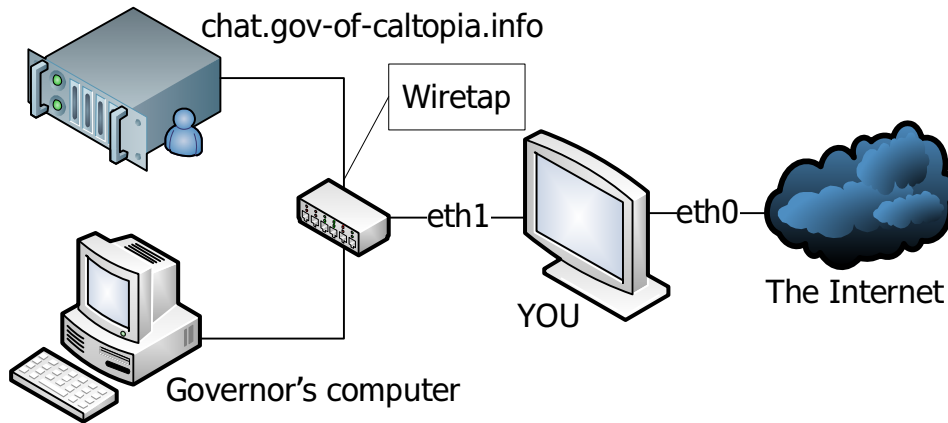 chat.gov-of-caltopia.info
Wiretap
eth1
eth0
YOU
The Internet
Governor's computer